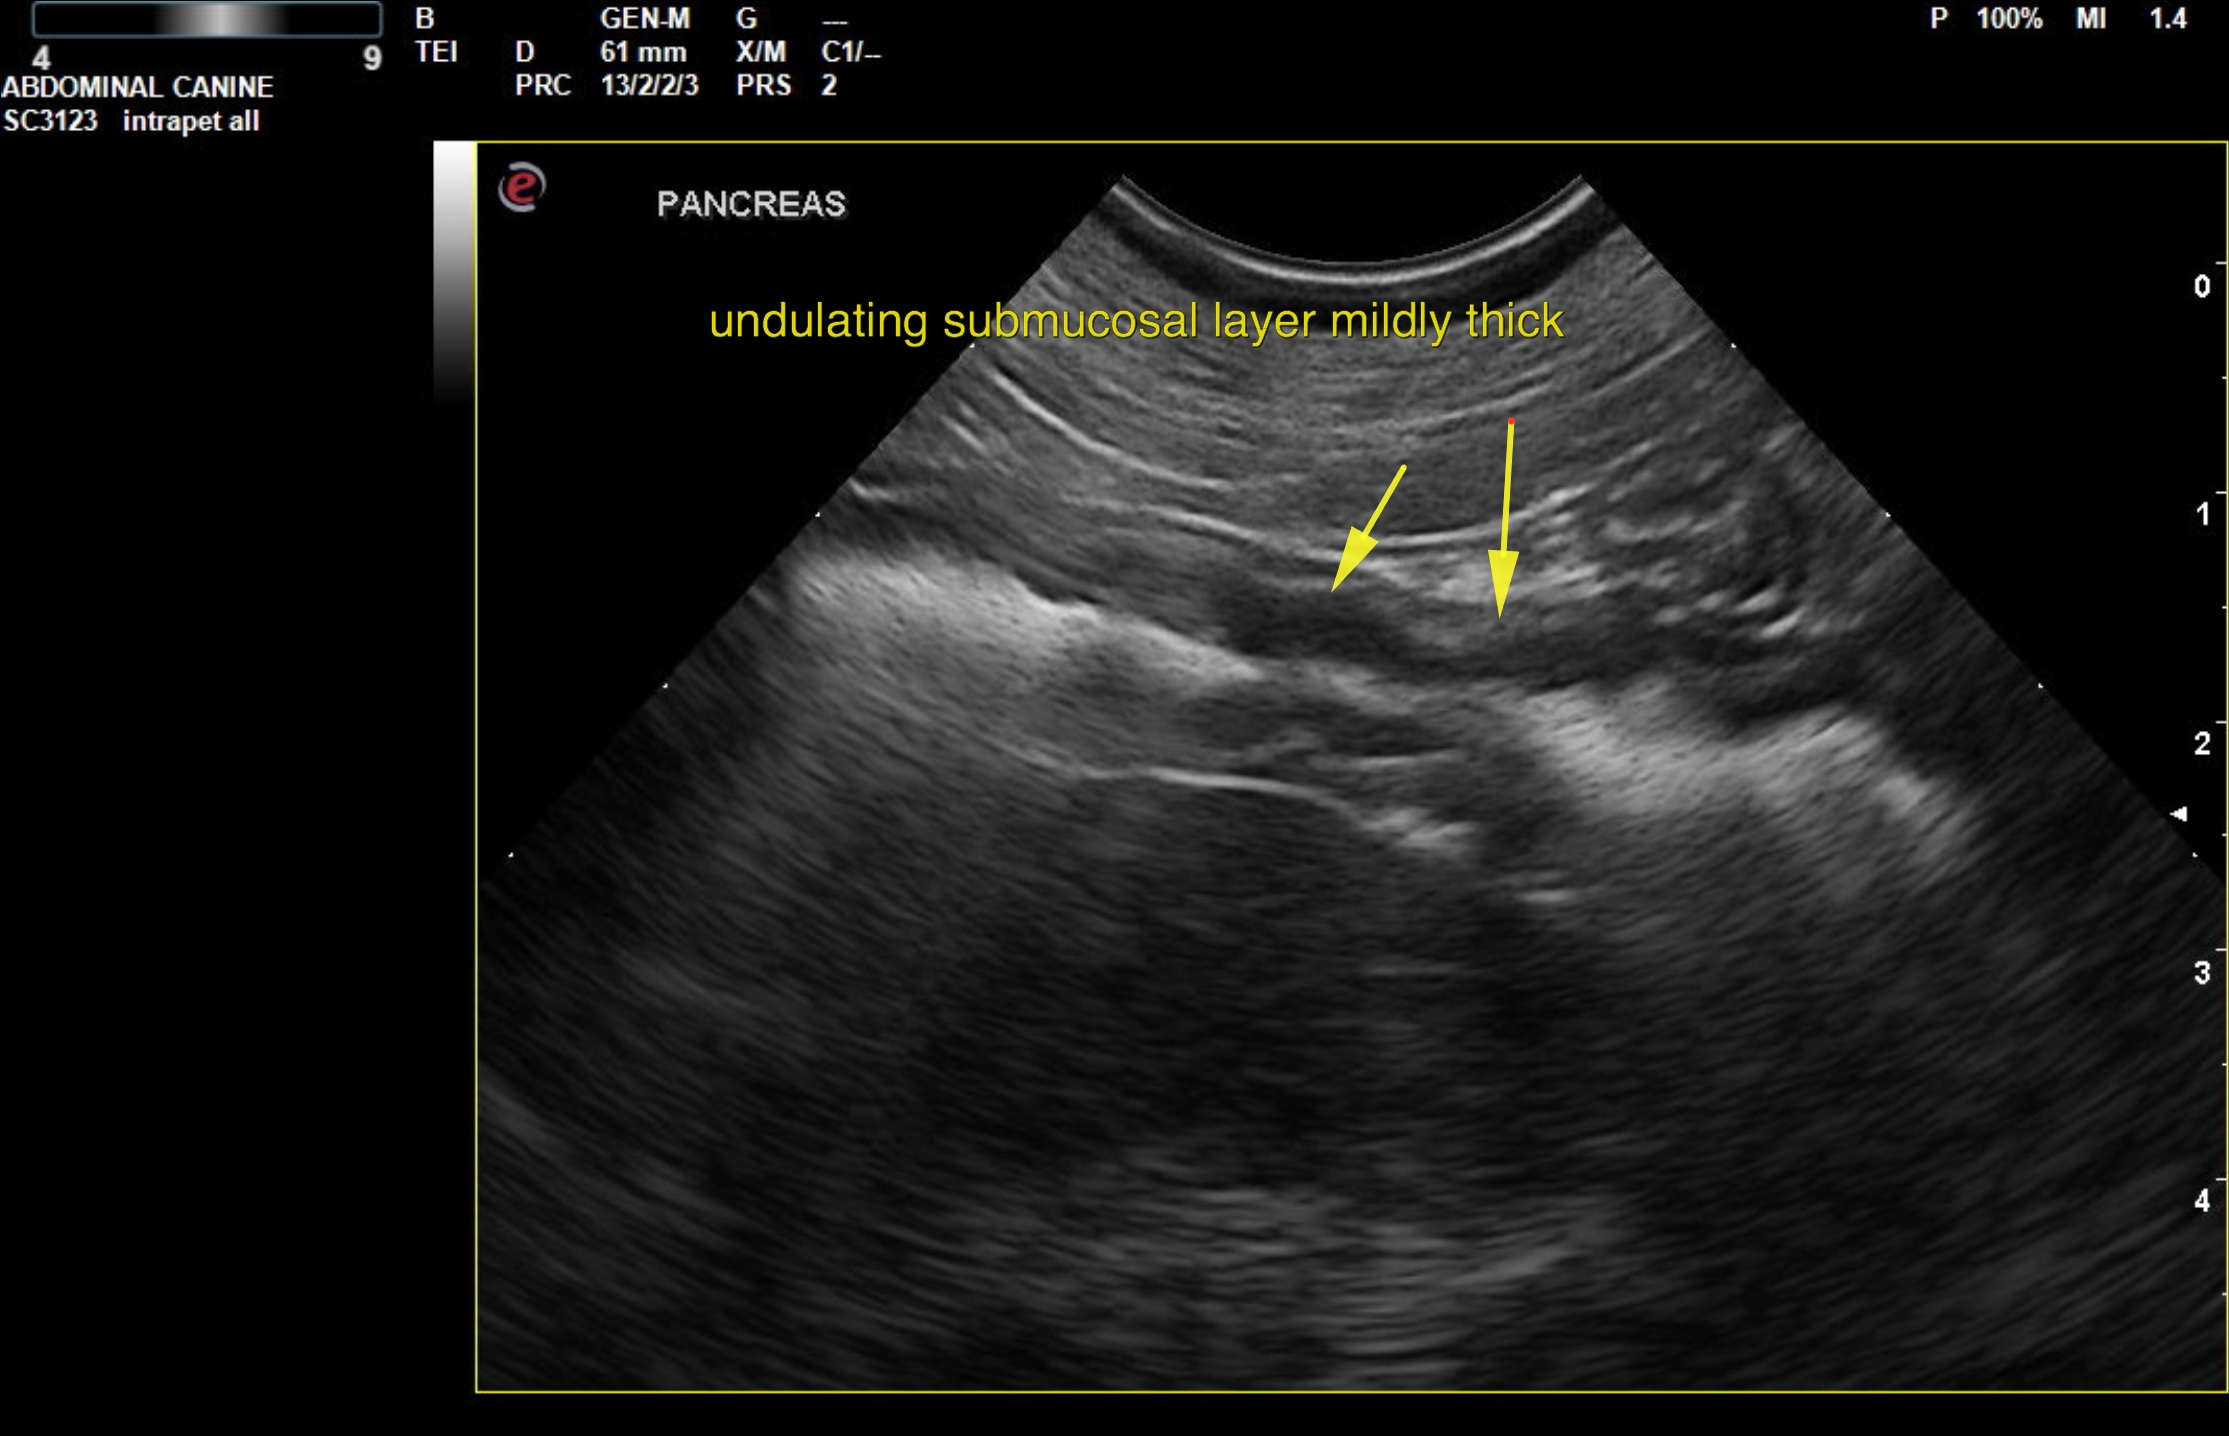 B GEN-M G --- P 100% MI 1.4
4 9 TEI D 61 mm X/M C1/--
ABDOMINAL CANINE PRC 13/2/2/3 PRS 2
SC3123 intrapet all
e PANCREAS
0
undulating submucosal layer mildly thick
1
2
3
4